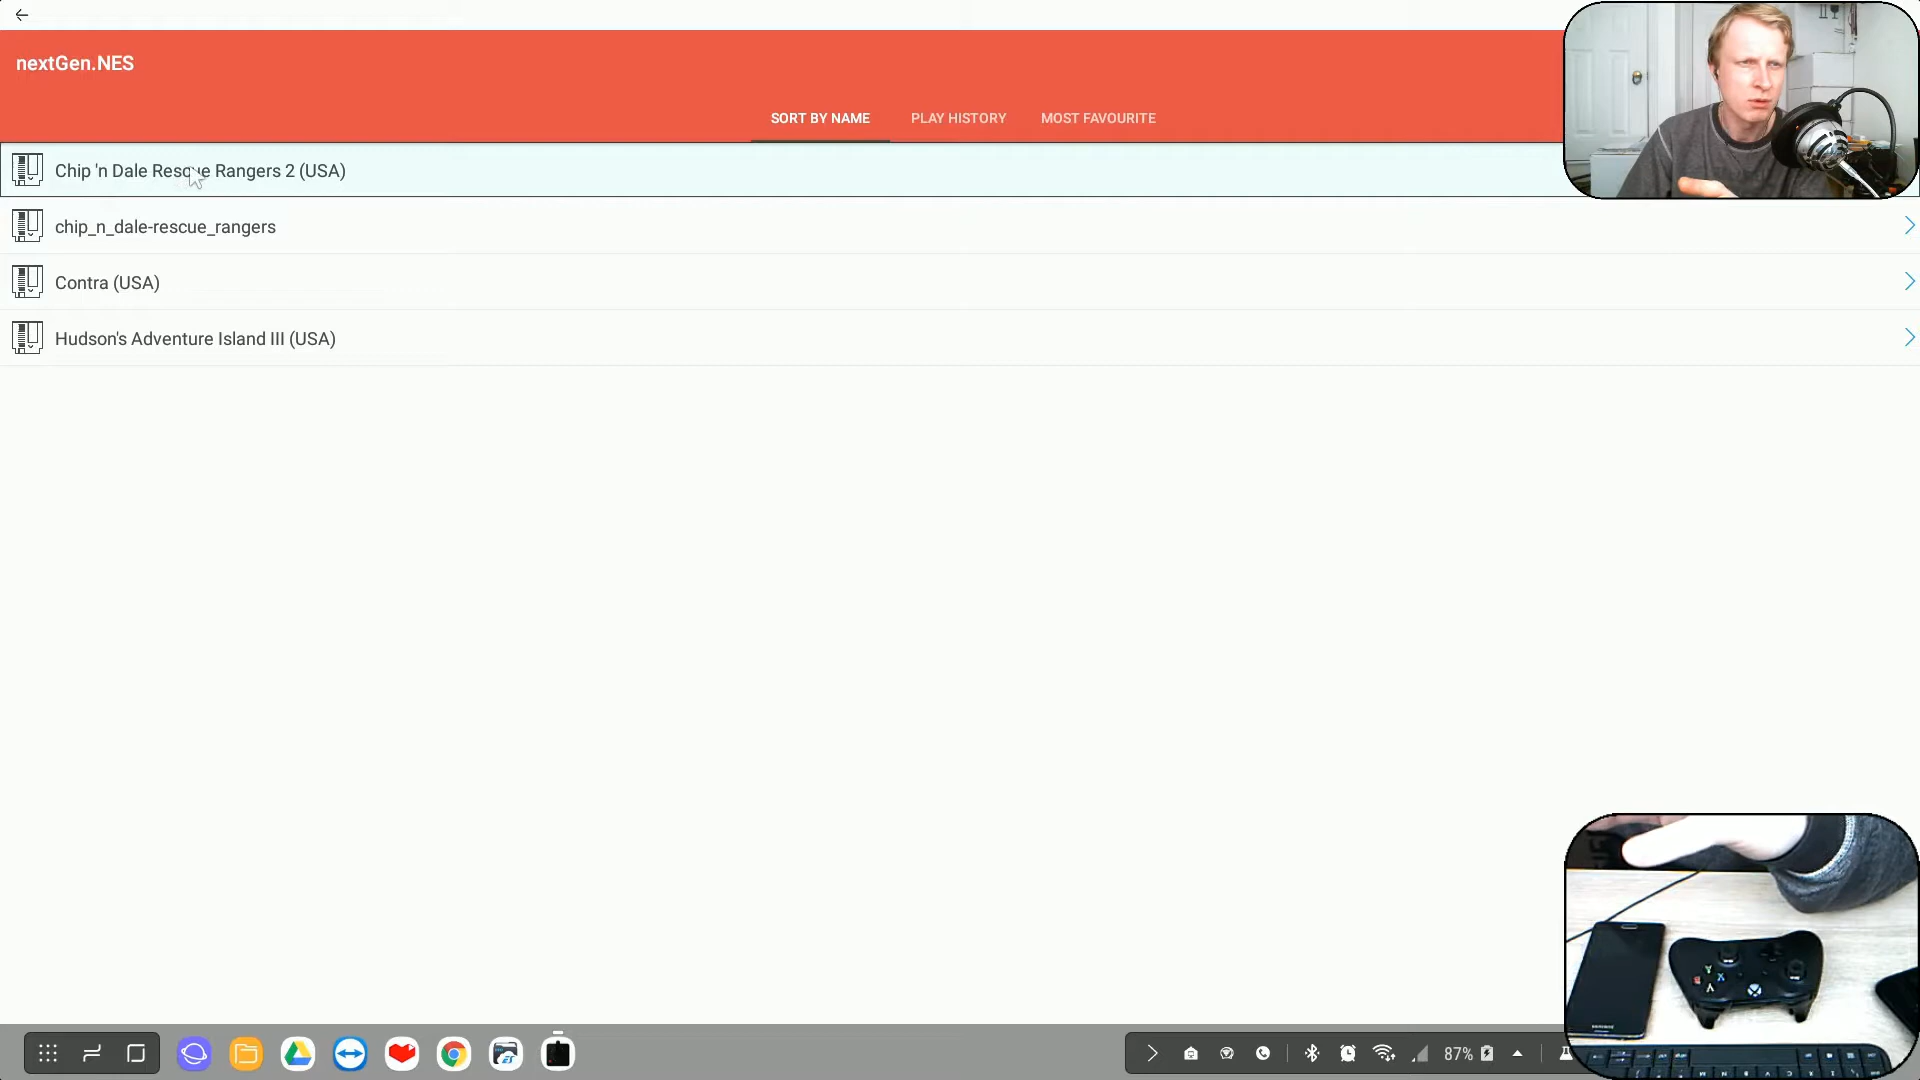 nextGen.NES
SORT BY NAME PLAY HISTORY MOST FAVOURITE
Chip 'n Dale Rescue Rangers 2 (USA)
chip_n_dale-rescue_rangers
Contra (USA)
Hudson's Adventure Island III (USA)
87%
SAMSUNG